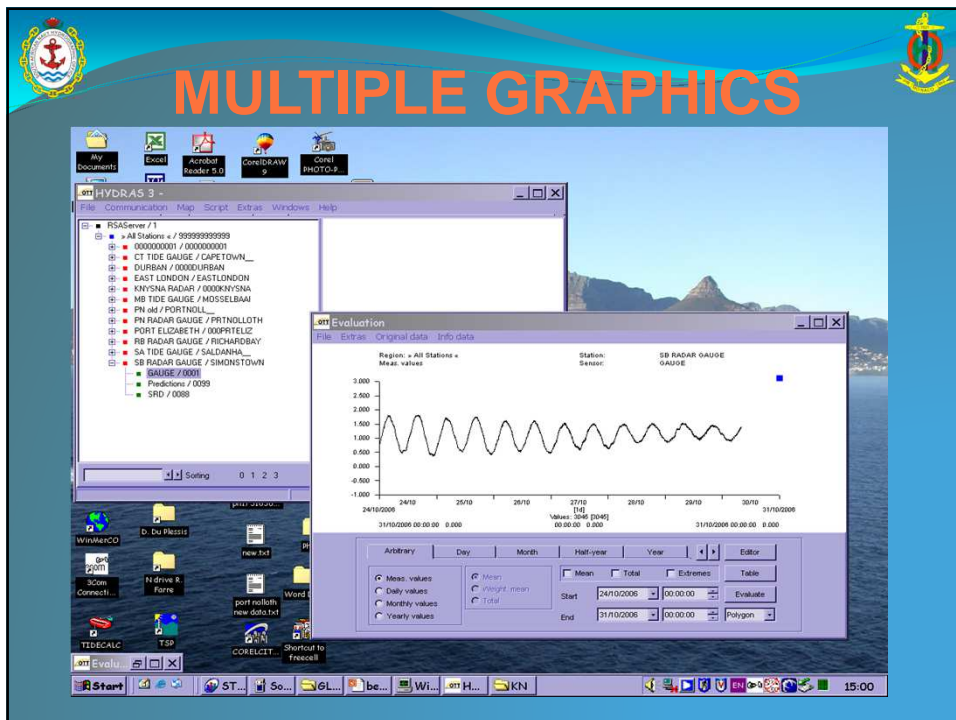 MULTIPLE GRAPHICS
My Documents
Excel
Acrobat Reader 5.0
CorelDRAW 9
Corel PHOTO-P...
OTT HYDRAS 3 -
File Communication Map Script Extras Windows Help
RSAServer / 1
» All Stations « / 999999999999
0000000001 / 0000000001
CT TIDE GAUGE / CAPETOWN__
DURBAN / 0000DURBAN
EAST LONDON / EASTLONDON
KNYSNA RADAR / 0000KNYSNA
MB TIDE GAUGE / MOSSELBAAI
PN old / PORTNOLL__
PN RADAR GAUGE / PRTNOLLOTH
PORT ELIZABETH / 000PRTELIZ
RB RADAR GAUGE / RICHARDBAY
SA TIDE GAUGE / SALDANHA__
SB RADAR GAUGE / SIMONSTOWN
GAUGE / 0001
Predictions / 0099
SRD / 0088
Sorting 0 1 2 3
OTT Evaluation
File Extras Original data Info data
Region: » All Stations « Station: SB RADAR GAUGE
Meas. values Sensor: GAUGE
3.000
2.500
2.000
1.500
1.000
0.500
0.000
-0.500
-1.000
24/10 25/10 26/10 27/10 28/10 29/10 30/10
24/10/2006 [1d] 31/10/2006
Values: 3046 [3046]
31/10/2006 00:00:00 0.000 00:00:00 0.000 31/10/2006 00:00:00 0.000
Arbitrary Day Month Half-year Year Editor
Meas. values Mean Mean Total Extremes Table
Daily values Weight. mean Start 24/10/2006 00:00:00 Evaluate
Monthly values Total
Yearly values End 31/10/2006 00:00:00 Polygon
WinMerCO
D. Du Plessis
new.txt
3Com Connecti...
N drive R. Farre
port nolloth new data.txt
Word D
TIDECALC
TSP
CORELCIT...
Shortcut to freecell
OTT Evalu...
Start ST... So... GL... be... Wi... OTT H... KN EN 15:00